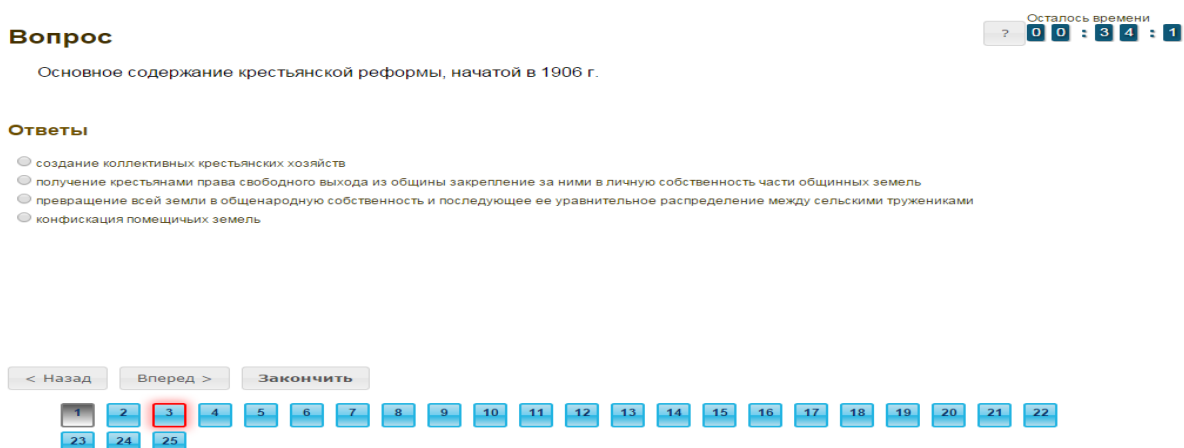 Осталось времени
Вопрос
? 0 0 : 3 4 : 1
Основное содержание крестьянской реформы, начатой в 1906 г.
Ответы
создание коллективных крестьянских хозяйств
получение крестьянами права свободного выхода из общины закрепление за ними в личную собственность части общинных земель
превращение всей земли в общенародную собственность и последующее ее уравнительное распределение между сельскими тружениками
конфискация помещичьих земель
< Назад Вперед > Закончить
1 2 3 4 5 6 7 8 9 10 11 12 13 14 15 16 17 18 19 20 21 22
23 24 25